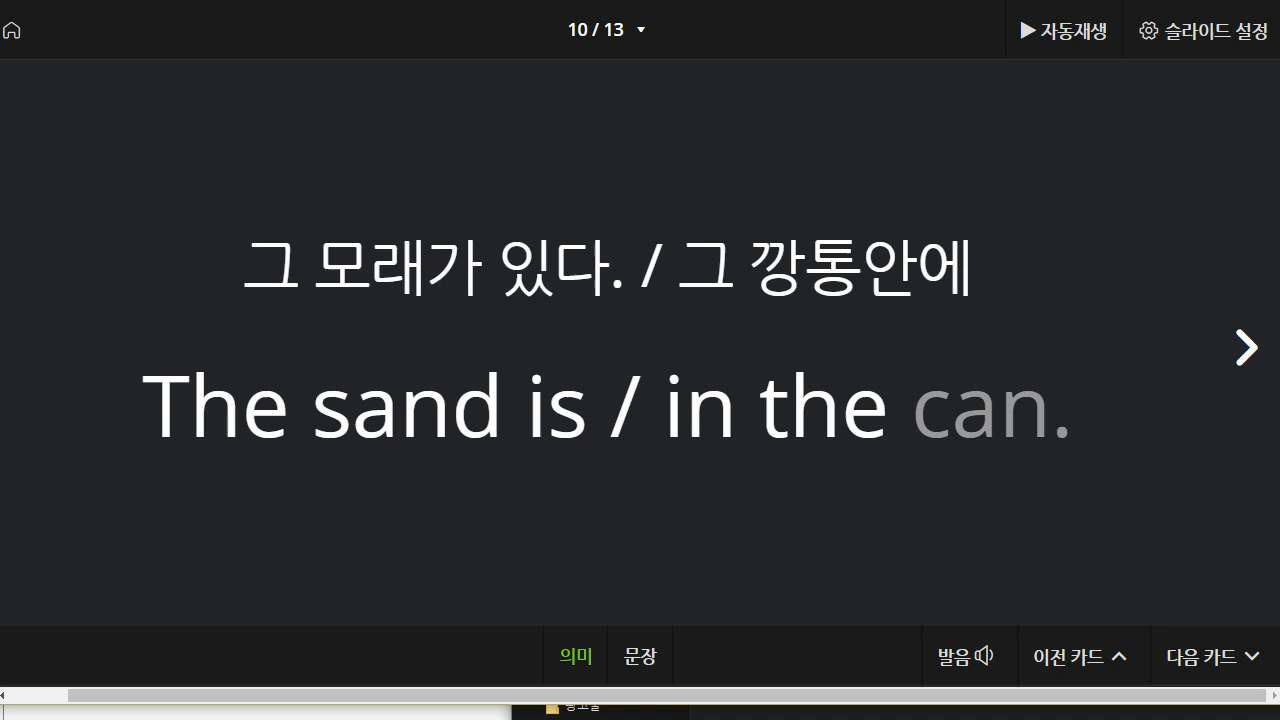 10 / 13
자동재생
슬라이드 설정
그 모래가 있다. / 그 깡통안에
The sand is / in the can.
의미
문장
발음
이전 카드
다음 카드